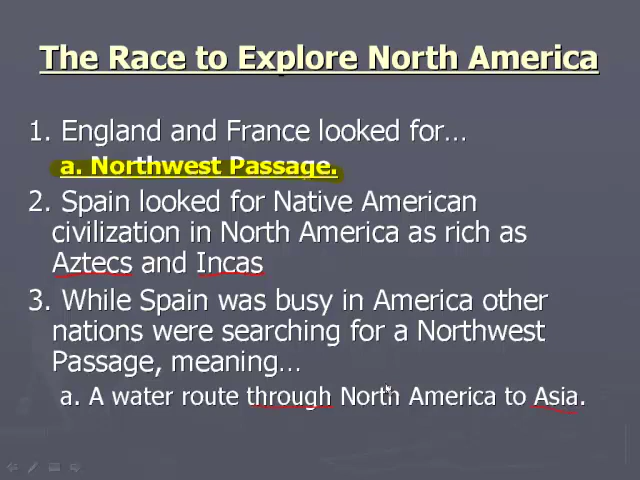 The Race to Explore North America
1. England and France looked for…
a. Northwest Passage.
2. Spain looked for Native American
civilization in North America as rich as
Aztecs and Incas
3. While Spain was busy in America other
nations were searching for a Northwest
Passage, meaning…
a. A water route through North America to Asia.